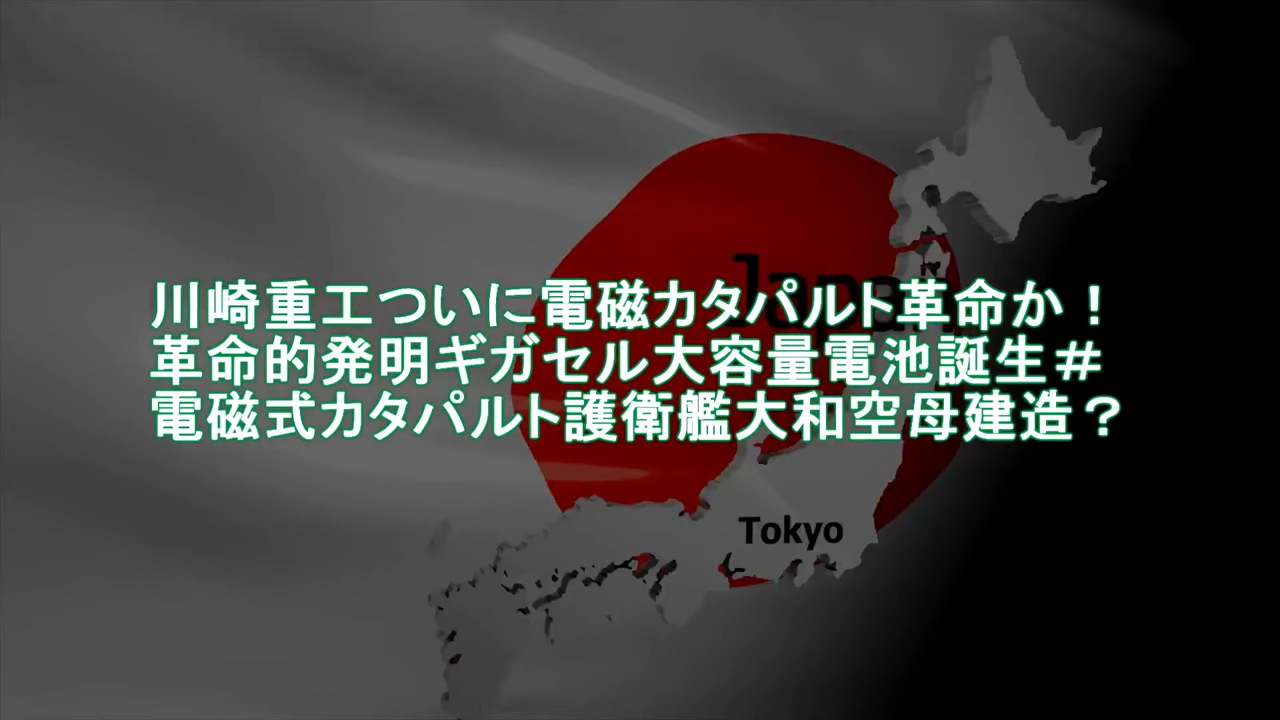 Japan
川崎重工ついに電磁カタパルト革命か！
革命的発明ギガセル大容量電池誕生＃
電磁式カタパルト護衛艦大和空母建造？
Tokyo